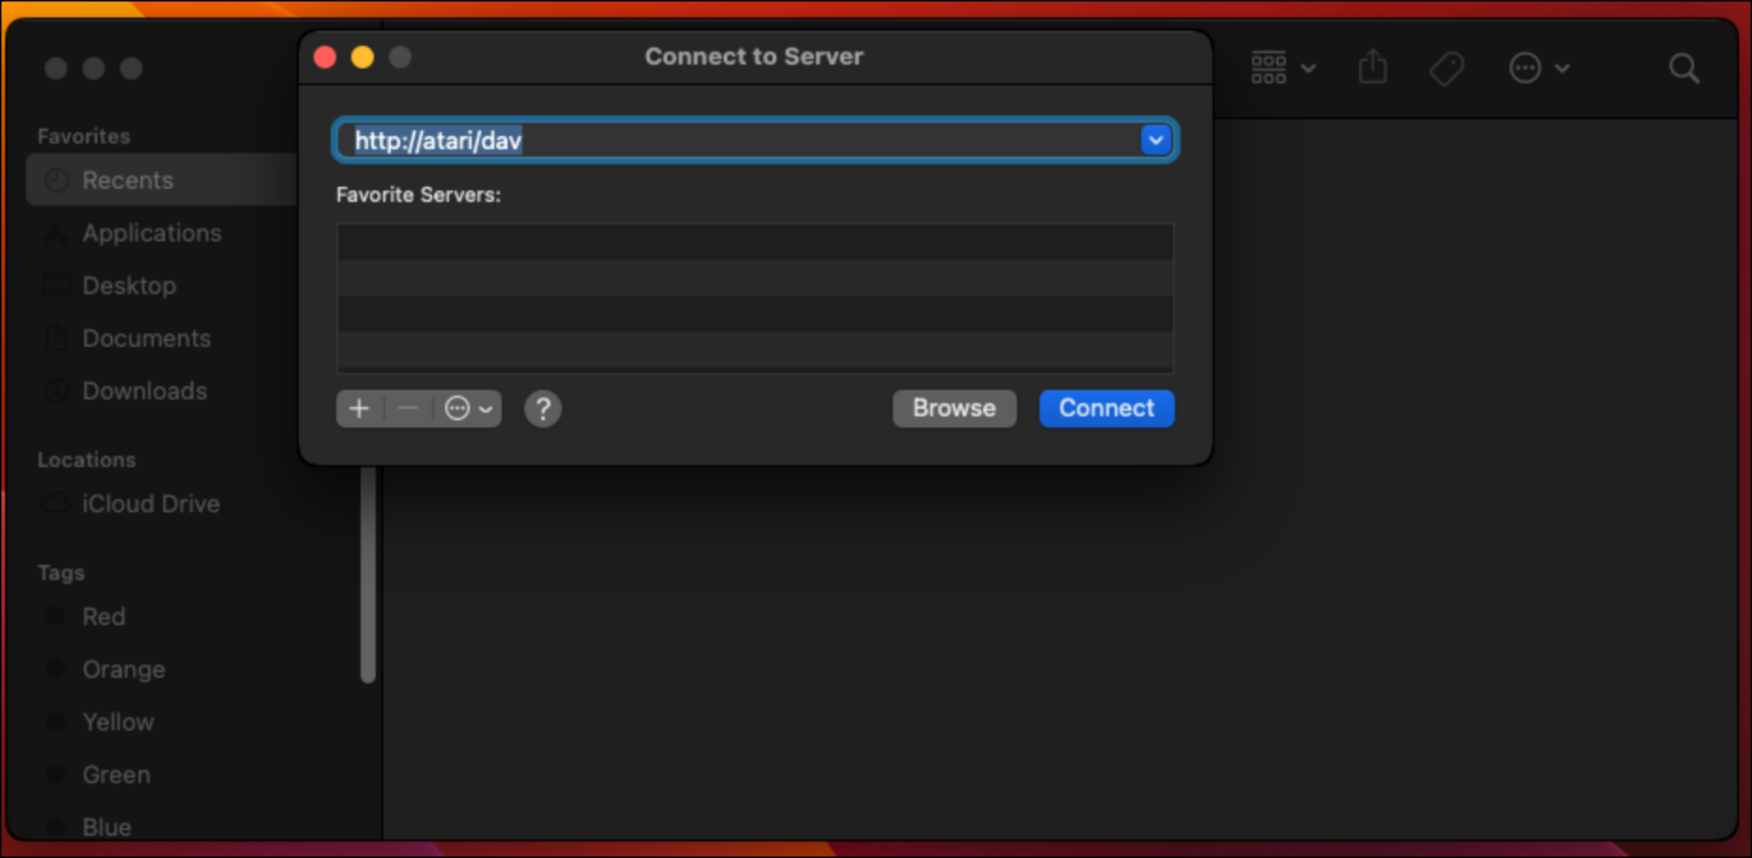 Connect to Server
http://atari/dav
Favorite Servers:
Browse
Connect
?
Favorites
Recents
Applications
Desktop
Documents
Downloads
Locations
iCloud Drive
Tags
Red
Orange
Yellow
Green
Blue